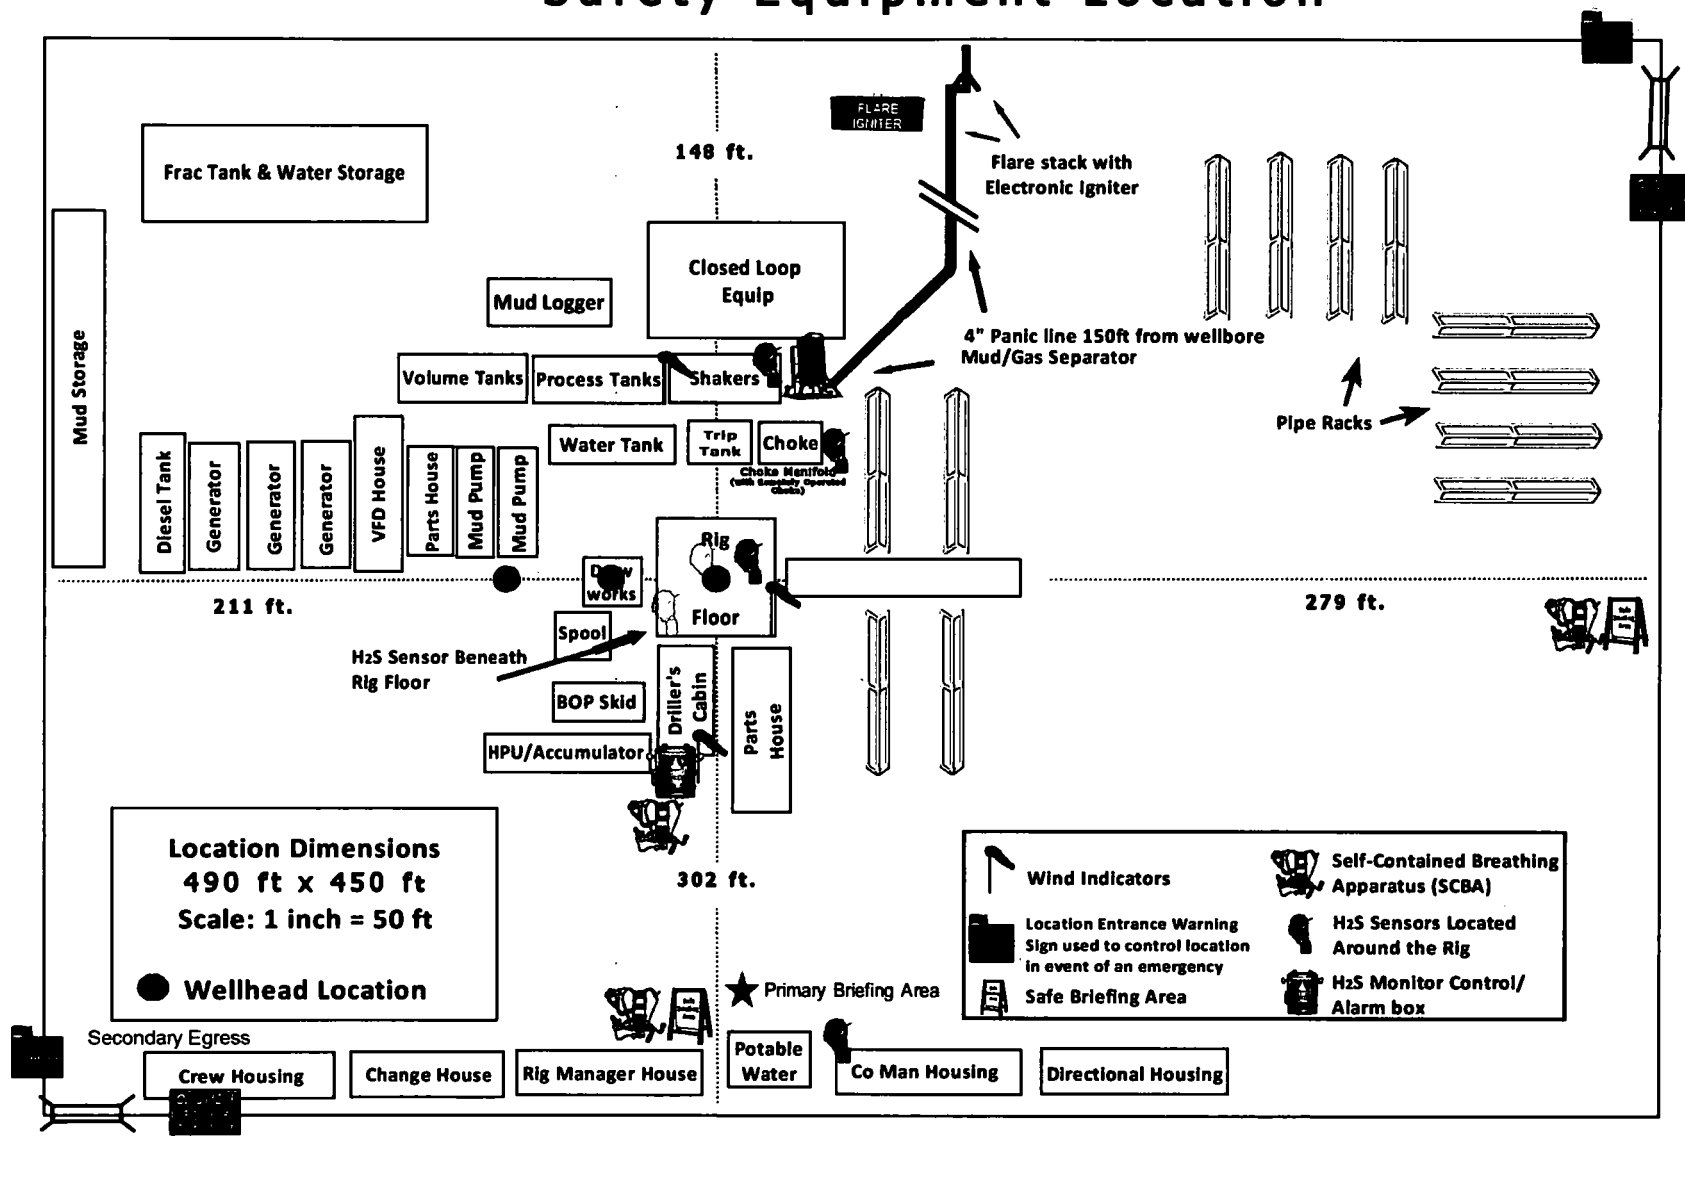 Safety Equipment Location
FLARE
IGNITER
148 ft.
Flare stack with
Electronic Igniter
Frac Tank & Water Storage
Closed Loop
Equip
Mud Logger
4" Panic line 150ft from wellbore
Mud/Gas Separator
Mud Storage
Volume Tanks
Process Tanks
Shakers
Pipe Racks
Water Tank
Trip
Tank
Choke
Choke Manifold
(with Remotely Operated
Choke)
Diesel Tank
Generator
Generator
Generator
VFD House
Parts House
Mud Pump
Mud Pump
Rig
Floor
Draw
works
211 ft.
279 ft.
Spool
H2S Sensor Beneath
Rig Floor
BOP Skid
Driller's
Cabin
Parts
House
HPU/Accumulator
Location Dimensions
490 ft x 450 ft
Scale: 1 inch = 50 ft
Wellhead Location
302 ft.
Wind Indicators
Location Entrance Warning
Sign used to control location
in event of an emergency
Safe Briefing Area
Self-Contained Breathing
Apparatus (SCBA)
H2S Sensors Located
Around the Rig
H2S Monitor Control/
Alarm box
Primary Briefing Area
Secondary Egress
Crew Housing
Change House
Rig Manager House
Potable
Water
Co Man Housing
Directional Housing